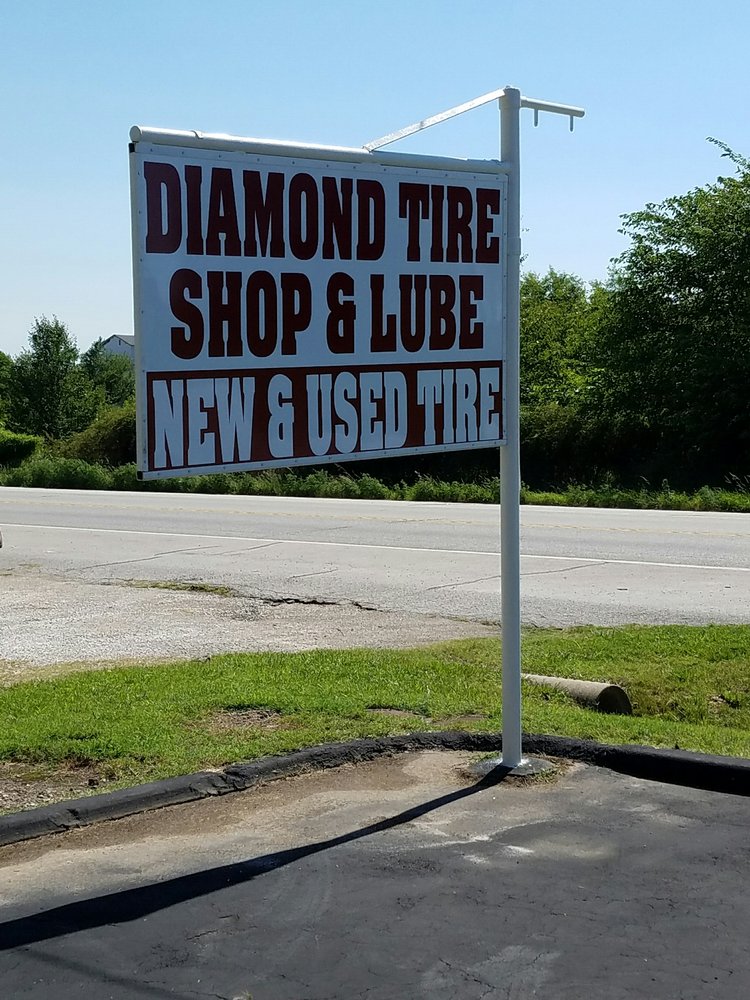 DIAMOND TIRE
SHOP & LUBE
NEW & USED TIRE